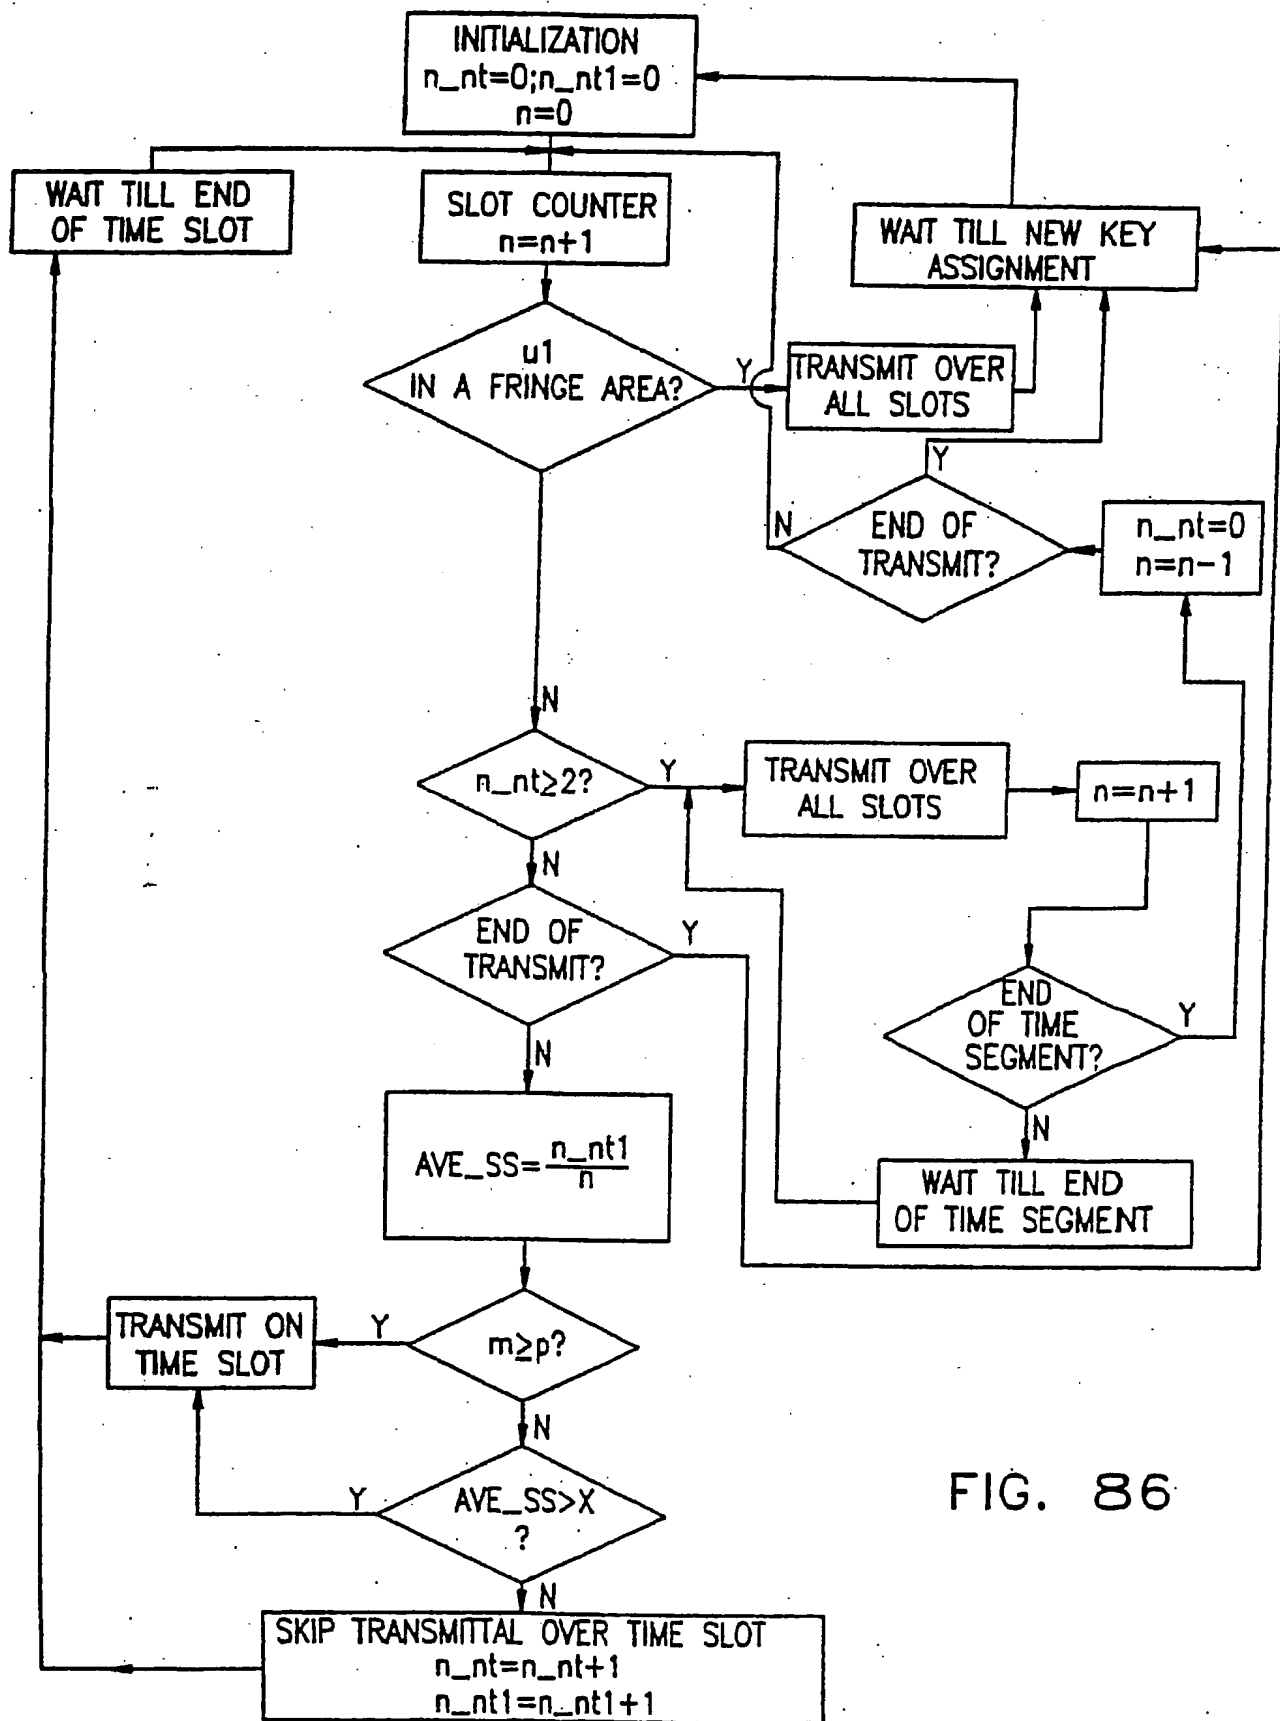 INITIALIZATION
n_nt=0;n_nt1=0
n=0
WAIT TILL END
OF TIME SLOT
SLOT COUNTER
n=n+1
WAIT TILL NEW KEY
ASSIGNMENT
u1
IN A FRINGE AREA?
Y
TRANSMIT OVER
ALL SLOTS
Y
N
END OF
TRANSMIT?
n_nt=0
n=n-1
N
n_nt≥2?
Y
TRANSMIT OVER
ALL SLOTS
n=n+1
N
END OF
TRANSMIT?
Y
END
OF TIME
SEGMENT?
Y
N
N
AVE_SS=n_nt1/n
WAIT TILL END
OF TIME SEGMENT
TRANSMIT ON
TIME SLOT
Y
m≥p?
N
Y
AVE_SS>X
?
N
SKIP TRANSMITTAL OVER TIME SLOT
n_nt=n_nt+1
n_nt1=n_nt1+1
FIG. 86